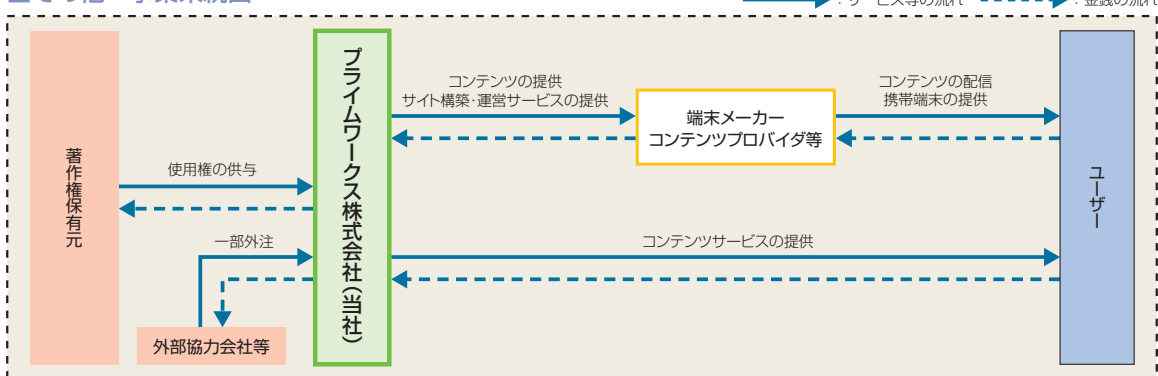 著作権保有元
使用権の供与
一部外注
外部協力会社等
プライムワークス株式会社(当社)
コンテンツの提供
サイト構築・運営サービスの提供
端末メーカー
コンテンツプロバイダ等
コンテンツの配信
携帯端末の提供
コンテンツサービスの提供
ユーザー